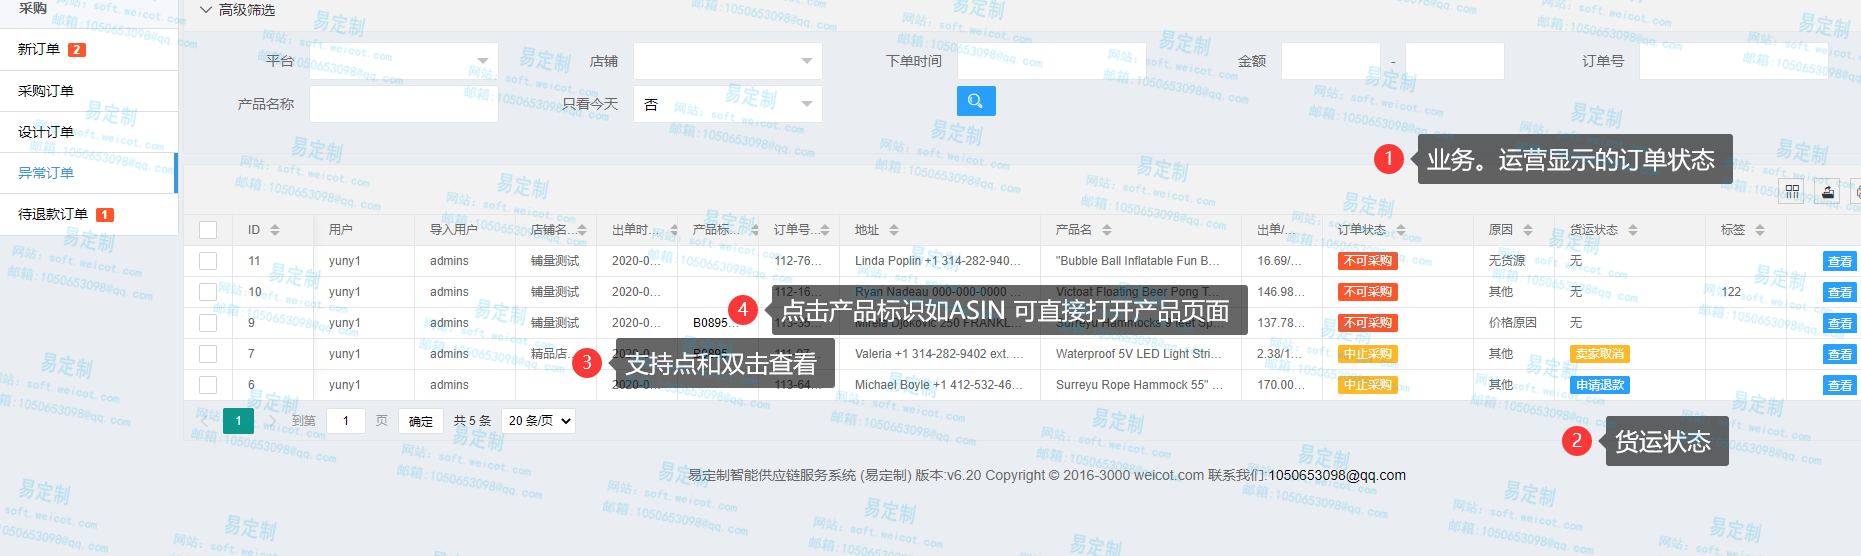 采购
高级筛选
新订单 2
采购订单
设计订单
异常订单
待退款订单 1
平台
店铺
下单时间
金额 -
订单号
产品名称
只看今天 否
1 业务。运营显示的订单状态
ID 用户 导入用户 店铺名... 出单时... 产品标... 订单号... 地址 产品名 出单/... 订单状态 原因 货运状态 标签
11 yuny1 admins 铺量测试 2020-0... 112-76... Linda Poplin +1 314-282-940... "Bubble Ball Inflatable Fun B... 16.69/... 不可采购 无货源 无 查看
10 yuny1 admins 铺量测试 2020-0... 112-16... Ryan Nadeau 000-000-0000 ... Victoat Floating Beer Pong T... 146.98... 不可采购 其他 无 122 查看
4 点击产品标识如ASIN 可直接打开产品页面
9 yuny1 admins 铺量测试 2020-0... B0895... 113-35... Mirela Djokovic 250 FRANKL... Surreyu Hammocks 9 feet Sp... 137.78... 不可采购 价格原因 无 查看
7 yuny1 admins 精品店... 2020-0... Valeria +1 314-282-9402 ext. ... Waterproof 5V LED Light Stri... 2.38/1... 中止采购 其他 卖家取消 查看
3 支持点和双击查看
6 yuny1 admins 2020-0... 113-64... Michael Boyle +1 412-532-46... Surreyu Rope Hammock 55" ... 170.00... 中止采购 其他 申请退款 查看
1 到第 1 页 确定 共 5 条 20 条/页
2 货运状态
易定制智能供应链服务系统 (易定制) 版本:v6.20 Copyright © 2016-3000 weicot.com 联系我们:1050653098@qq.com
易定制
网站：soft.weicot.com
邮箱:1050653098@qq.com